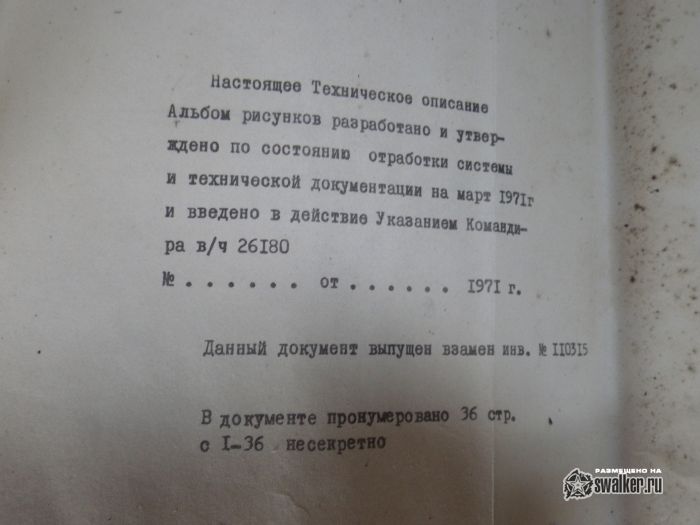 Настоящее Техническое описание
Альбом рисунков разработано и утвер-
ждено по состоянию отработки системы
и технической документации на март 1971г
и введено в действие Указанием Команди-
ра в/ч 26180
№ . . . . . . от . . . . . . 1971 г.
Данный документ выпущен взамен инв. № 110315
В документе пронумеровано 36 стр.
с I-36 несекретно
РАЗМЕЩЕНО НА
swalker.ru